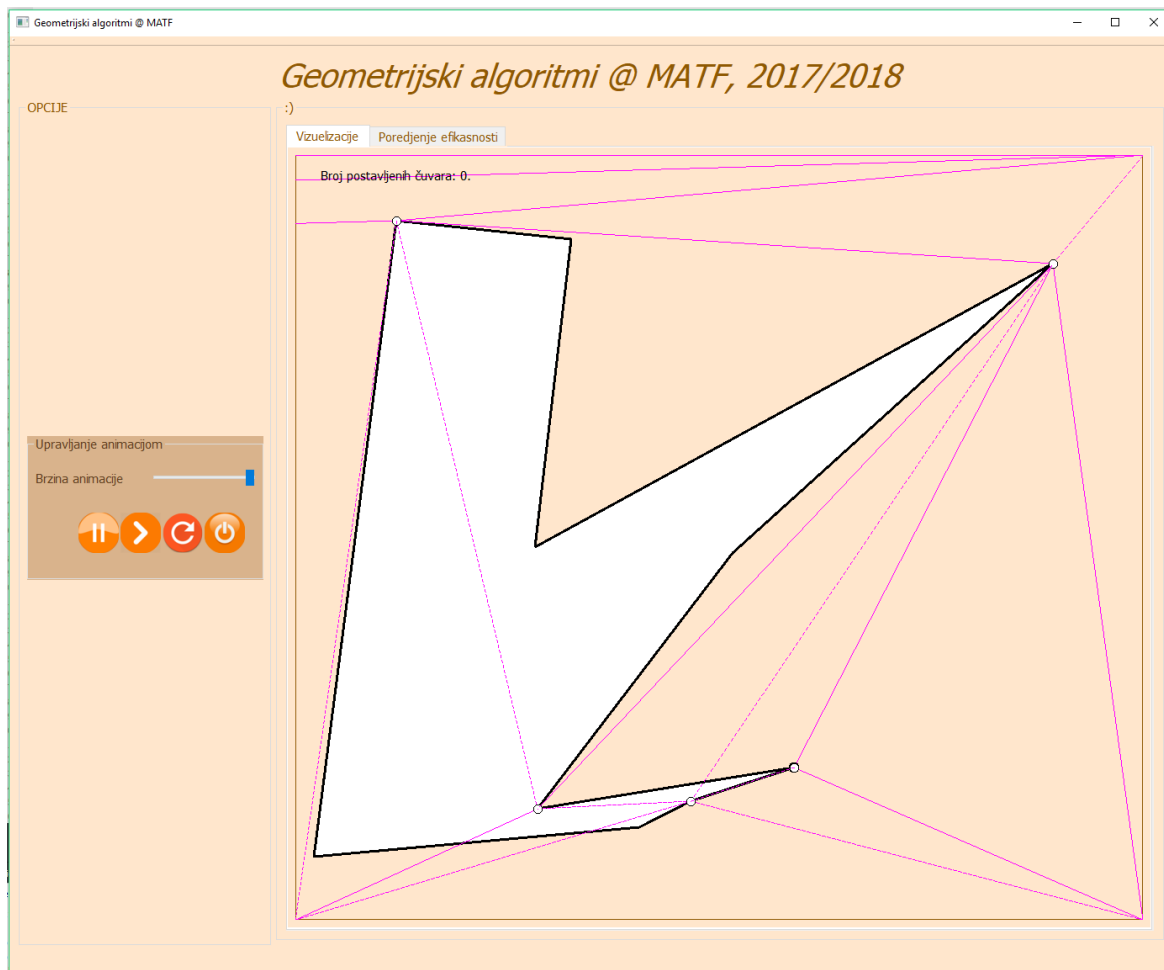 Geometrijski algoritmi @ MATF
Geometrijski algoritmi @ MATF, 2017/2018
OPCIJE
:)
Vizuelizacije
Poredjenje efikasnosti
Broj postavljenih čuvara: 0.
Upravljanje animacijom
Brzina animacije